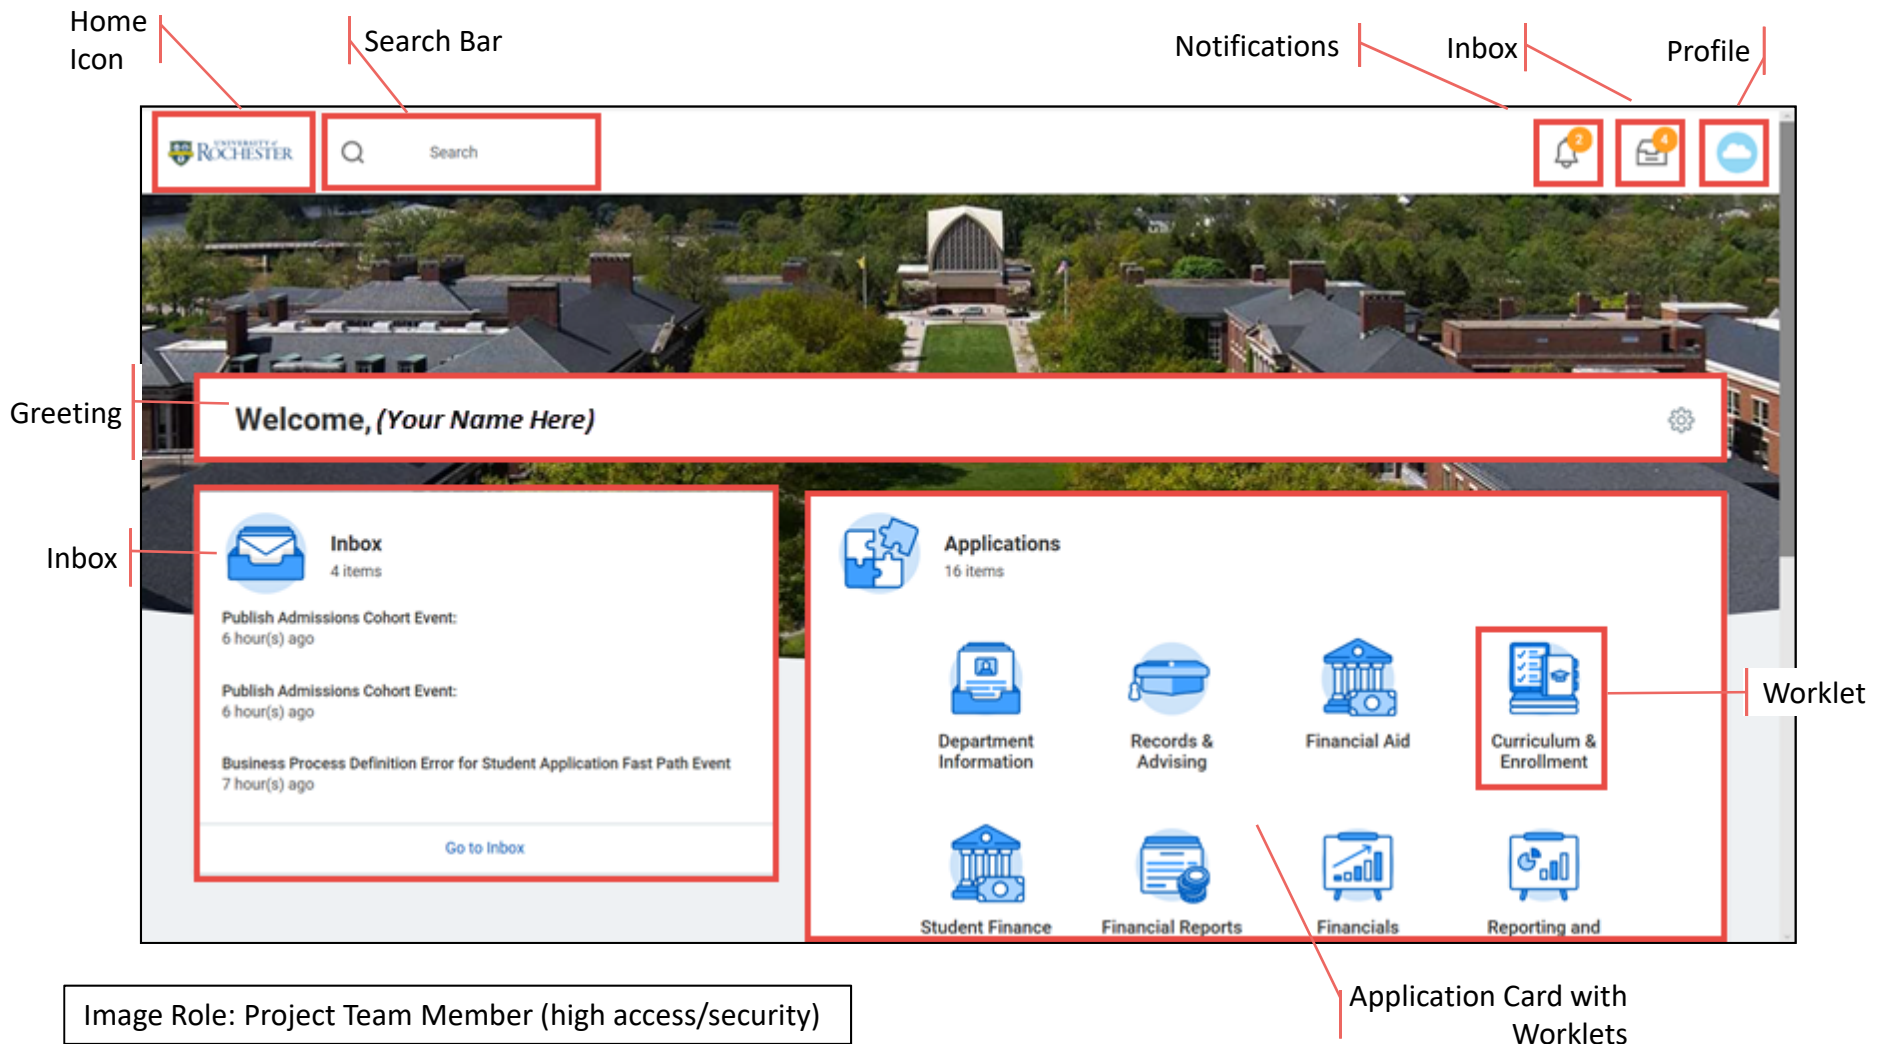 Home
Icon
Search Bar
Notifications
Inbox
Profile
UNIVERSITY of
ROCHESTER
Search
2
4
Greeting
Welcome, (Your Name Here)
Inbox
Inbox
4 items
Publish Admissions Cohort Event:
6 hour(s) ago
Publish Admissions Cohort Event:
6 hour(s) ago
Business Process Definition Error for Student Application Fast Path Event
7 hour(s) ago
Go to Inbox
Applications
16 items
Department
Information
Records &
Advising
Financial Aid
Curriculum &
Enrollment
Worklet
Student Finance
Financial Reports
Financials
Reporting and
Application Card with
Worklets
Image Role: Project Team Member (high access/security)